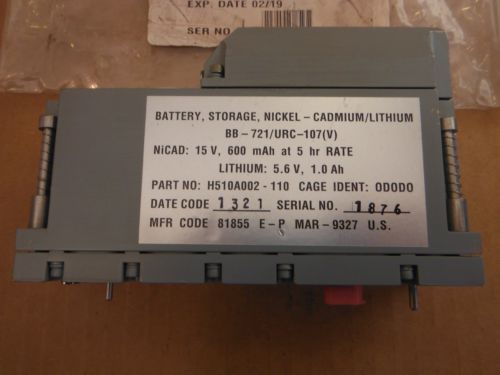 EXP. DATE 02/19
SER NO.
BATTERY, STORAGE, NICKEL - CADMIUM/LITHIUM
BB - 721/URC-107(V)
NiCAD: 15 V, 600 mAh at 5 hr RATE
LITHIUM: 5.6 V, 1.0 Ah
PART NO: H510A002 - 110 CAGE IDENT: ODODO
DATE CODE 1321 SERIAL NO. 1876
MFR CODE 81855 E-P MAR-9327 U.S.